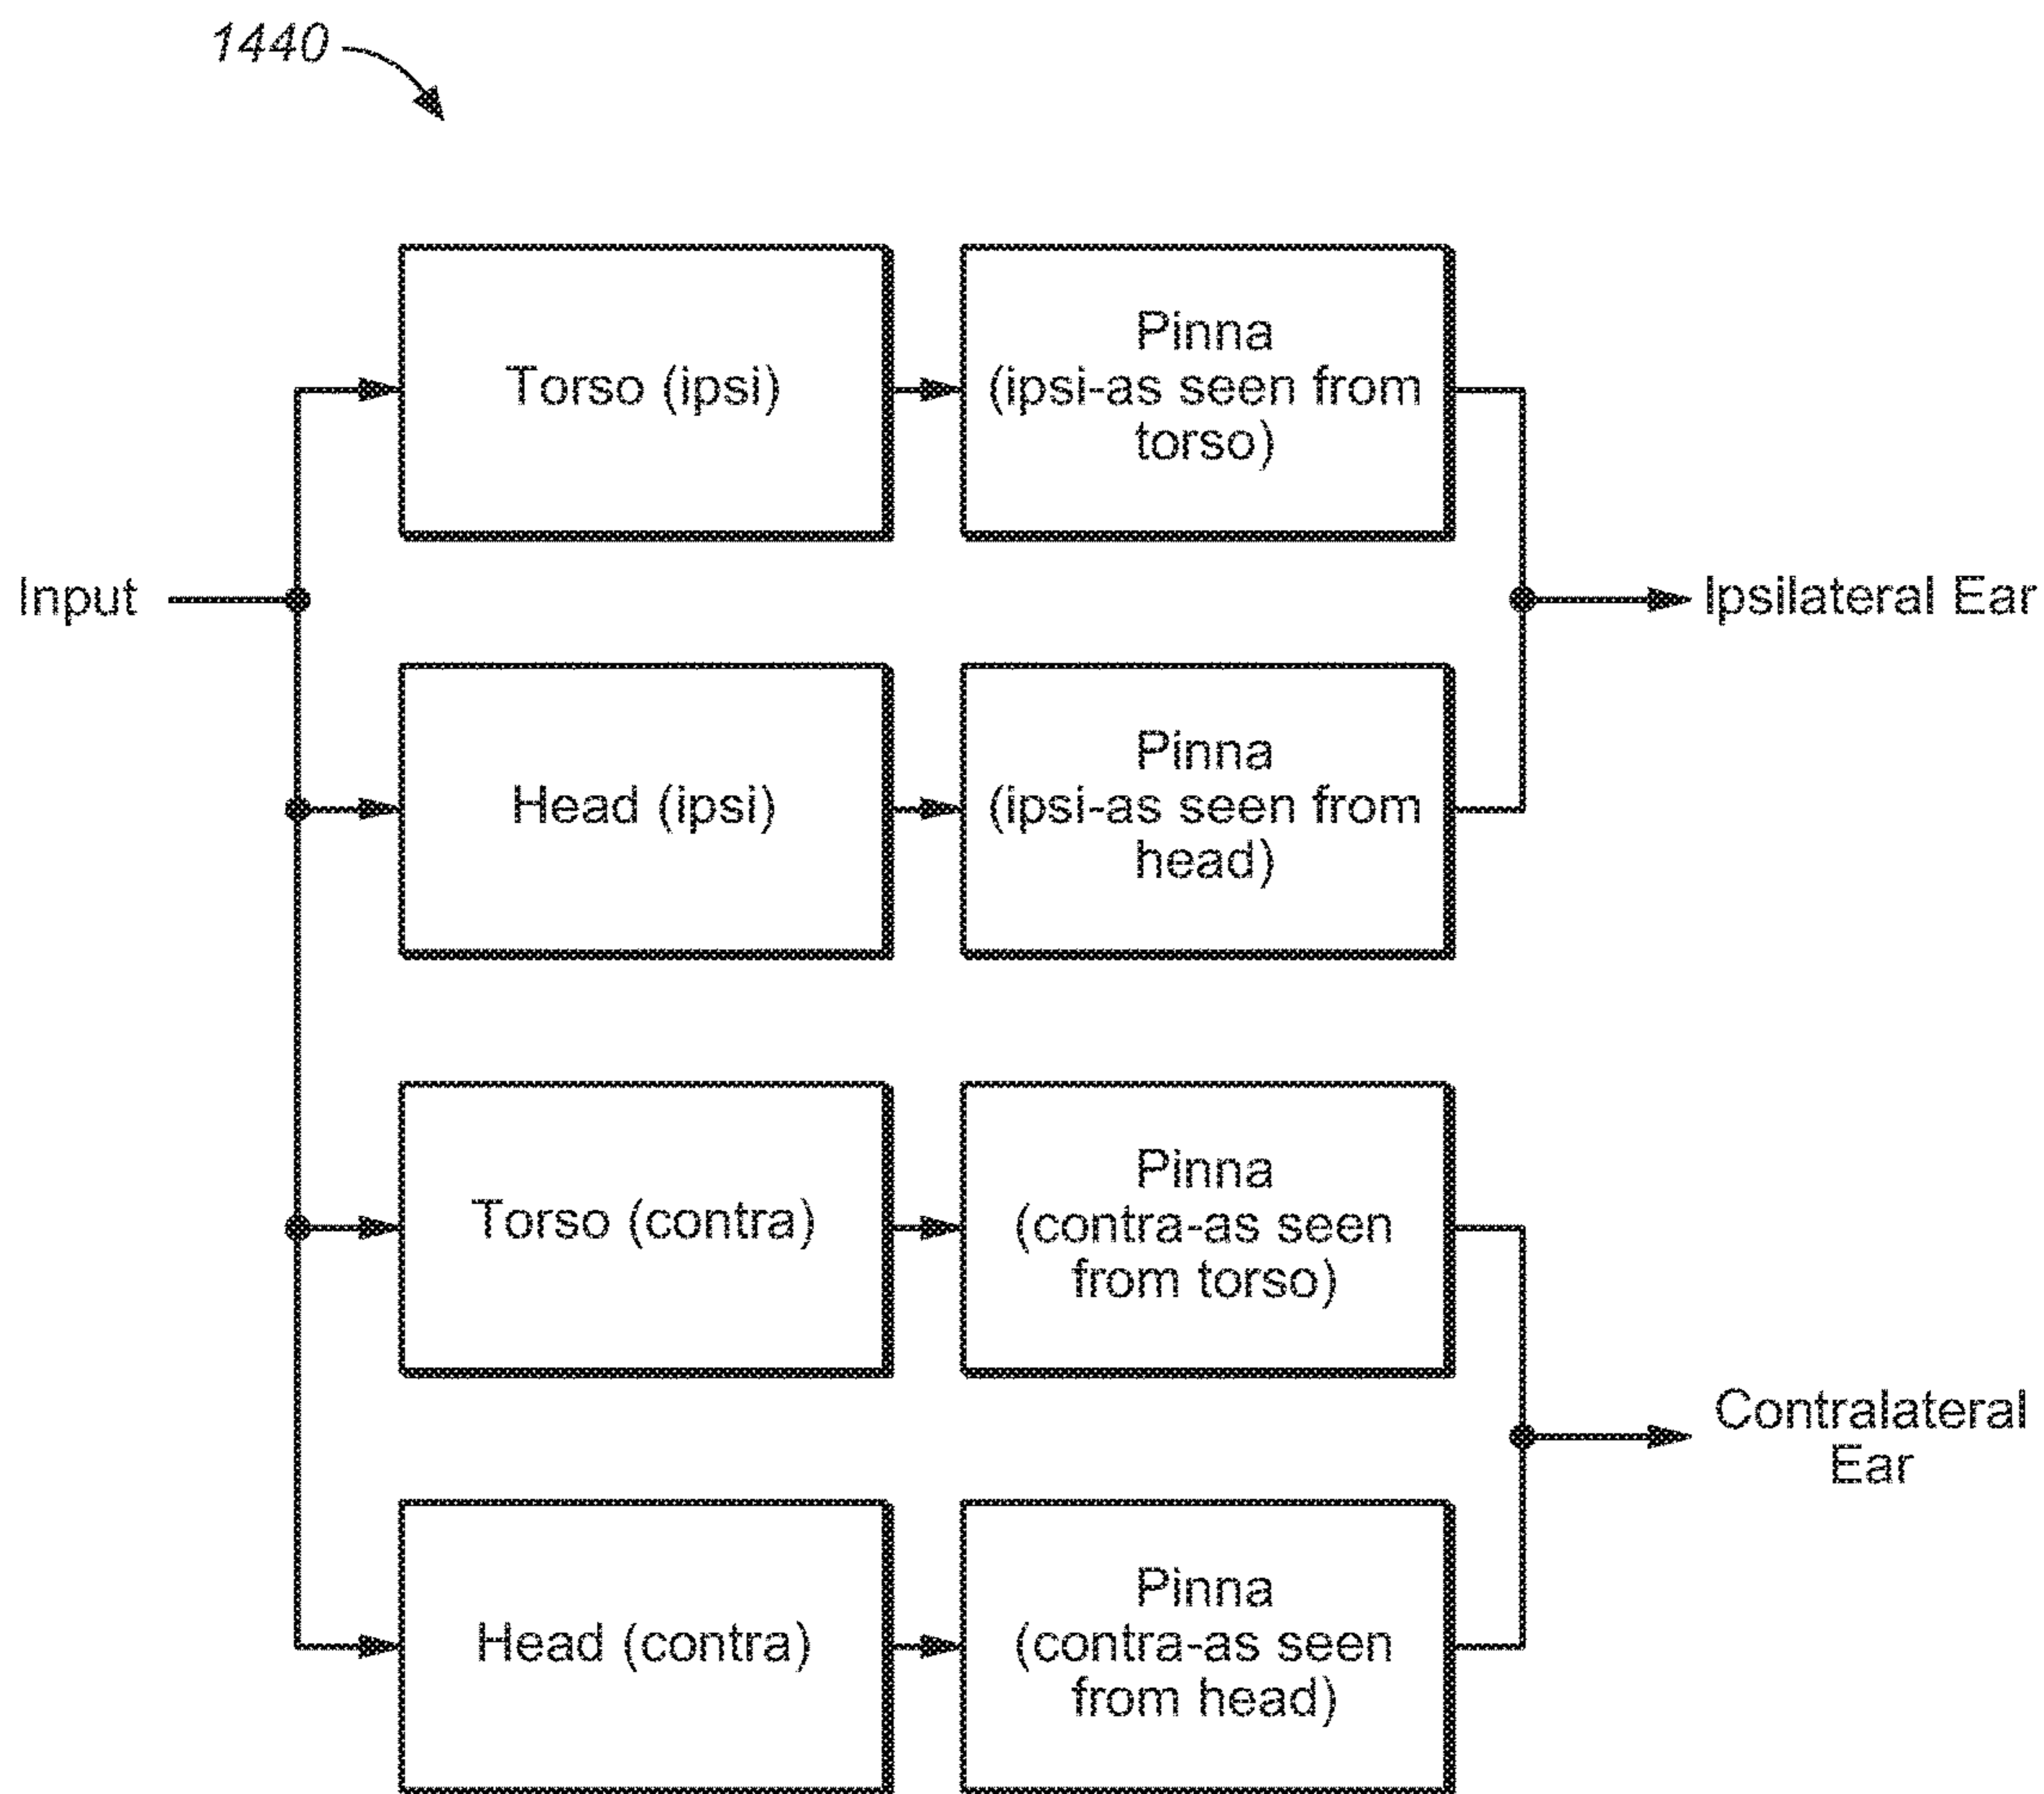 1440
Torso (ipsi)
Pinna
(ipsi-as seen from
torso)
Input
Ipsilateral Ear
Head (ipsi)
Pinna
(ipsi-as seen from
head)
Torso (contra)
Pinna
(contra-as seen
from torso)
Contralateral
Ear
Head (contra)
Pinna
(contra-as seen
from head)